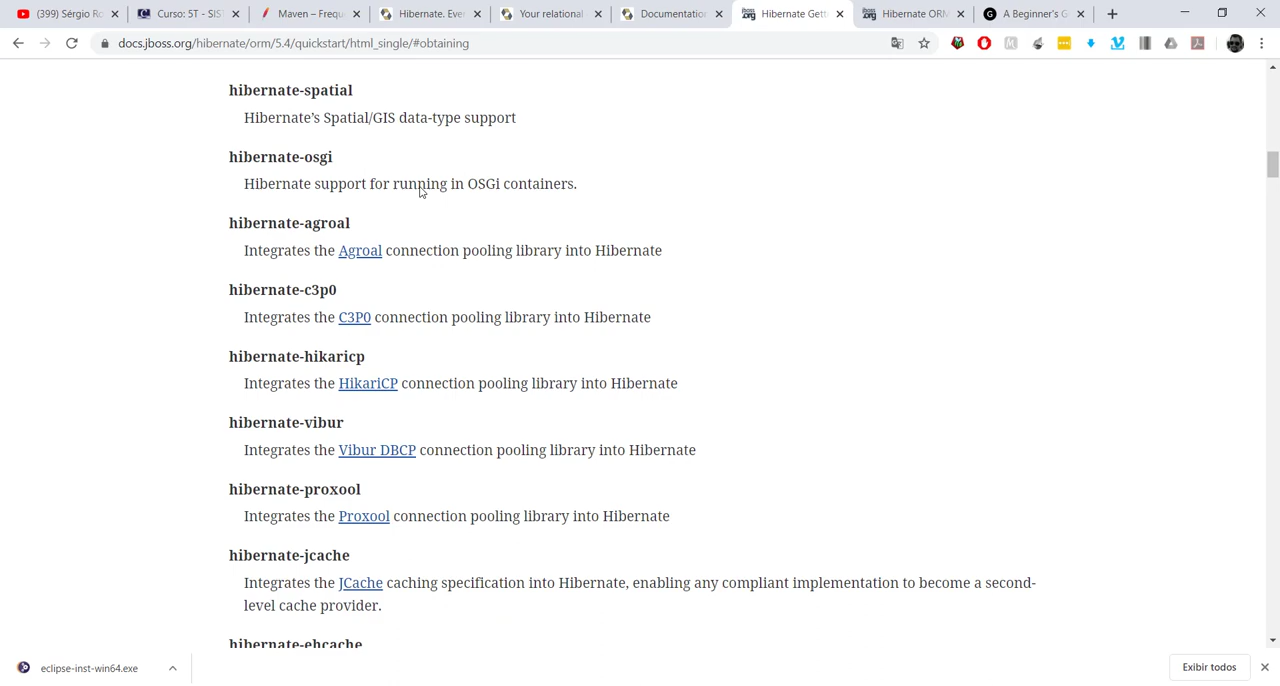 (399) Sérgio Ro
Curso: 5T - SIS
Maven – Frequ
Hibernate. Ever
Your relational
Documentatio
Hibernate Gett
Hibernate ORM
A Beginner's G
docs.jboss.org/hibernate/orm/5.4/quickstart/html_single/#obtaining
hibernate-spatial
Hibernate’s Spatial/GIS data-type support
hibernate-osgi
Hibernate support for running in OSGi containers.
hibernate-agroal
Integrates the Agroal connection pooling library into Hibernate
hibernate-c3p0
Integrates the C3P0 connection pooling library into Hibernate
hibernate-hikaricp
Integrates the HikariCP connection pooling library into Hibernate
hibernate-vibur
Integrates the Vibur DBCP connection pooling library into Hibernate
hibernate-proxool
Integrates the Proxool connection pooling library into Hibernate
hibernate-jcache
Integrates the JCache caching specification into Hibernate, enabling any compliant implementation to become a second-
level cache provider.
hibernate-ehcache
eclipse-inst-win64.exe
Exibir todos